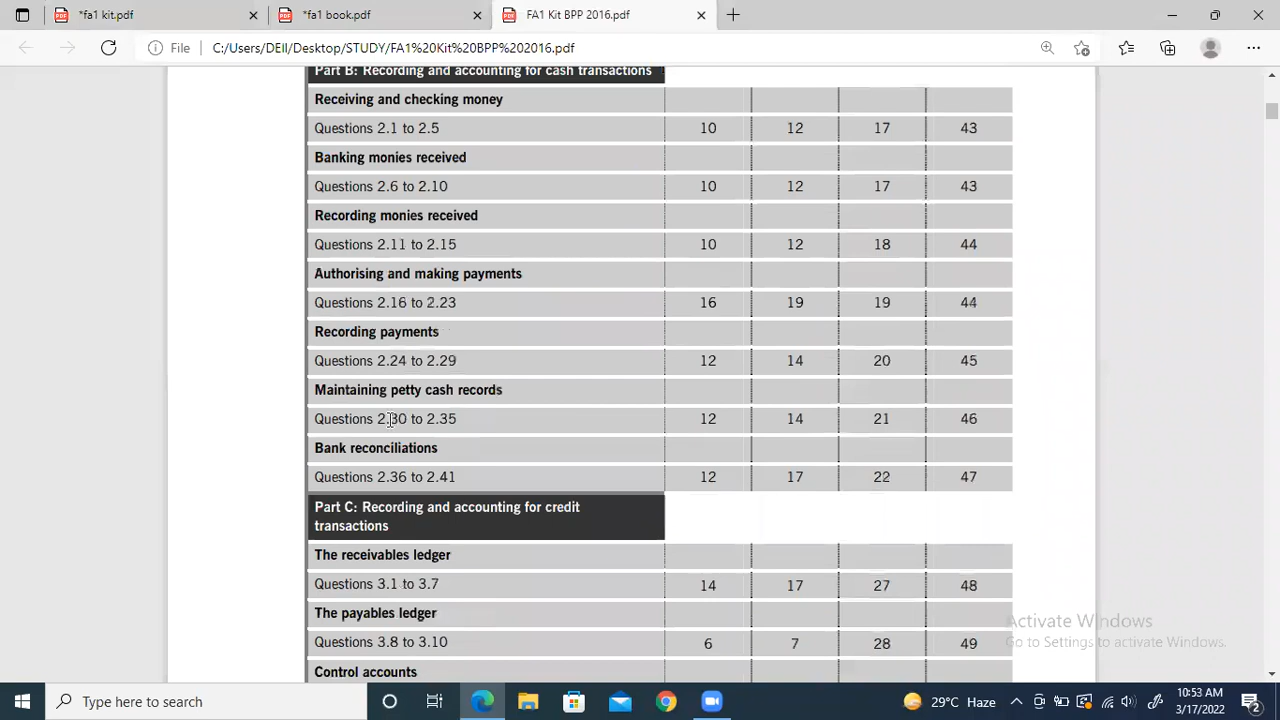 *fa1 kit.pdf
*fa1 book.pdf
FA1 Kit BPP 2016.pdf
File C:/Users/DEll/Desktop/STUDY/FA1%20Kit%20BPP%202016.pdf
Part B: Recording and accounting for cash transactions
Receiving and checking money
Questions 2.1 to 2.5 10 12 17 43
Banking monies received
Questions 2.6 to 2.10 10 12 17 43
Recording monies received
Questions 2.11 to 2.15 10 12 18 44
Authorising and making payments
Questions 2.16 to 2.23 16 19 19 44
Recording payments
Questions 2.24 to 2.29 12 14 20 45
Maintaining petty cash records
Questions 2.30 to 2.35 12 14 21 46
Bank reconciliations
Questions 2.36 to 2.41 12 17 22 47
Part C: Recording and accounting for credit
transactions
The receivables ledger
Questions 3.1 to 3.7 14 17 27 48
The payables ledger
Questions 3.8 to 3.10 6 7 28 49
Control accounts
Activate Windows
Go to Settings to activate Windows.
Type here to search
29°C Haze
10:53 AM
3/17/2022
2